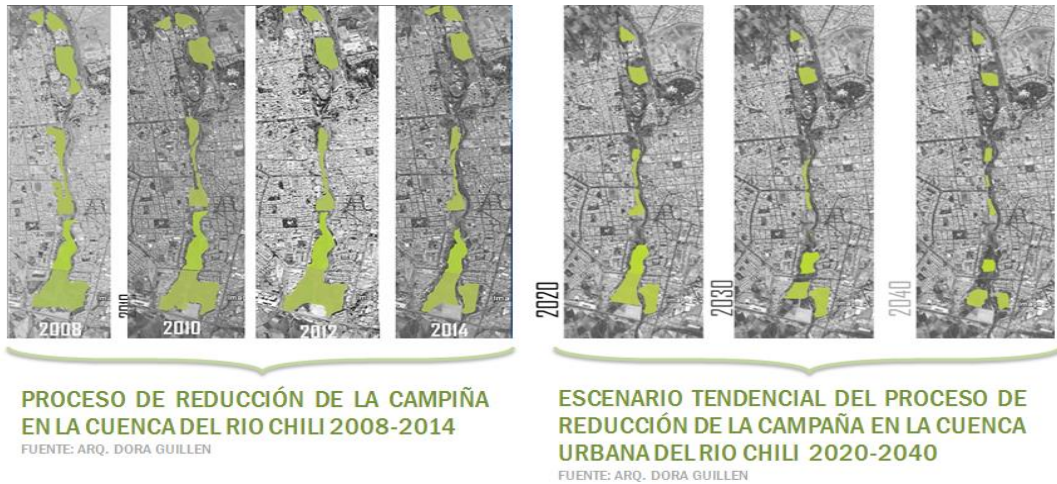 2008
2010
2010
2012
2014
PROCESO DE REDUCCIÓN DE LA CAMPIÑA
EN LA CUENCA DEL RIO CHILI 2008-2014
FUENTE: ARQ. DORA GUILLEN
2020
2030
2040
ESCENARIO TENDENCIAL DEL PROCESO DE
REDUCCIÓN DE LA CAMPAÑA EN LA CUENCA
URBANA DEL RIO CHILI 2020-2040
FUENTE: ARQ. DORA GUILLEN